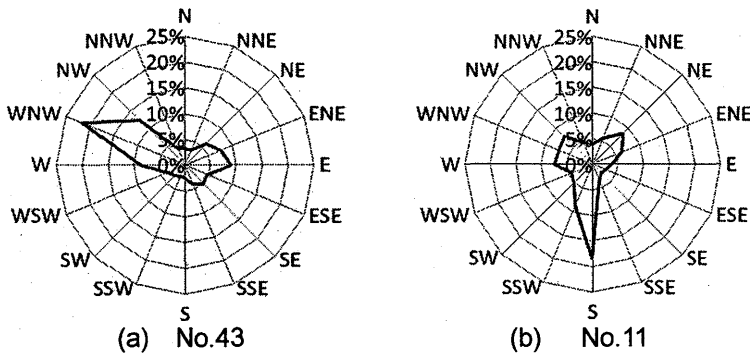 N
NNW
25%
NNE
20%
NW
NE
15%
WNW
10%
ENE
5%
W
0%
E
WSW
ESE
SW
SE
SSW
SSE
S
(a) No.43
N
25%
NNE
20%
NW
NE
15%
WNW
10%
ENE
5%
W
0%
E
WSW
ESE
SW
SE
SSW
SSE
S
(b) No.11